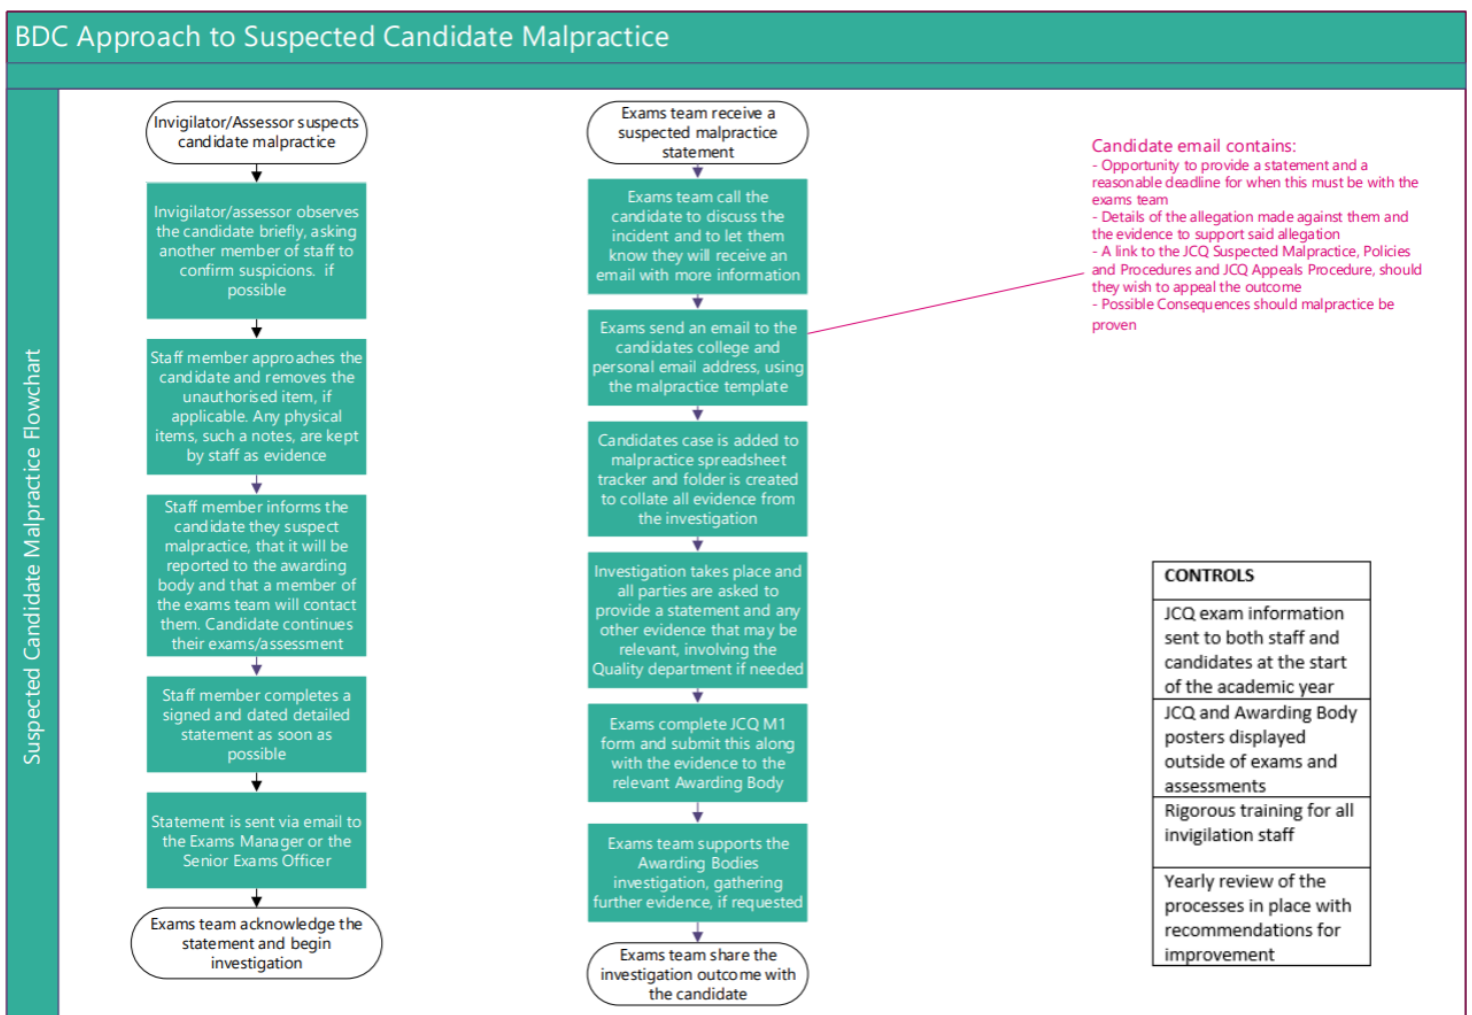 BDC Approach to Suspected Candidate Malpractice
Suspected Candidate Malpractice Flowchart
Invigilator/Assessor suspects
candidate malpractice
Invigilator/assessor observes
the candidate briefly, asking
another member of staff to
confirm suspicions.  if
possible
Staff member approaches the
candidate and removes the
unauthorised item, if
applicable. Any physical
items, such a notes, are kept
by staff as evidence
Staff member informs the
candidate they suspect
malpractice, that it will be
reported to the awarding
body and that a member of
the exams team will contact
them. Candidate continues
their exams/assessment
Staff member completes a
signed and dated detailed
statement as soon as
possible
Statement is sent via email to
the Exams Manager or the
Senior Exams Officer
Exams team acknowledge the
statement and begin
investigation
Exams team receive a
suspected malpractice
statement
Exams team call the
candidate to discuss the
incident and to let them
know they will receive an
email with more information
Exams send an email to the
candidates college and
personal email address, using
the malpractice template
Candidates case is added to
malpractice spreadsheet
tracker and folder is created
to collate all evidence from
the investigation
Investigation takes place and
all parties are asked to
provide a statement and any
other evidence that may be
relevant, involving the
Quality department if needed
Exams complete JCQ M1
form and submit this along
with the evidence to the
relevant Awarding Body
Exams team supports the
Awarding Bodies
investigation, gathering
further evidence, if requested
Exams team share the
investigation outcome with
the candidate
Candidate email contains:
- Opportunity to provide a statement and a
reasonable deadline for when this must be with the
exams team
- Details of the allegation made against them and
the evidence to support said allegation
- A link to the JCQ Suspected Malpractice, Policies
and Procedures and JCQ Appeals Procedure, should
they wish to appeal the outcome
- Possible Consequences should malpractice be
proven
CONTROLS
JCQ exam information
sent to both staff and
candidates at the start
of the academic year
JCQ and Awarding Body
posters displayed
outside of exams and
assessments
Rigorous training for all
invigilation staff
Yearly review of the
processes in place with
recommendations for
improvement